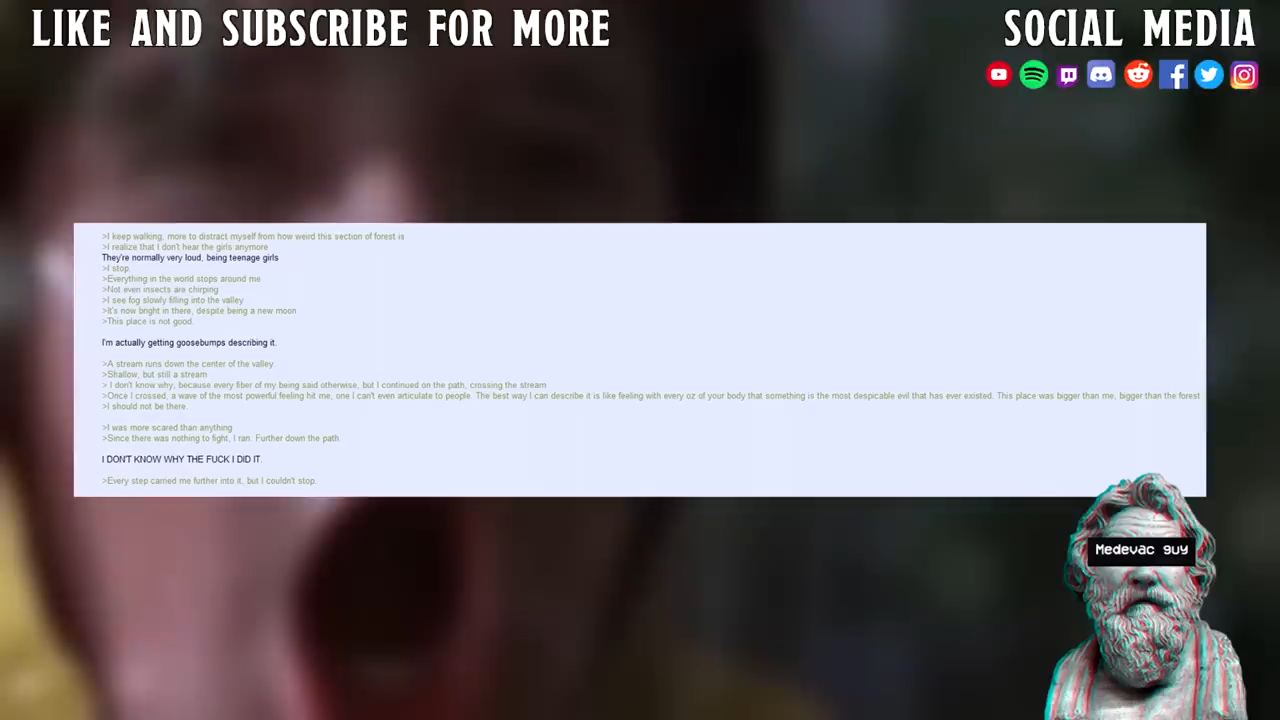 LIKE AND SUBSCRIBE FOR MORE
SOCIAL MEDIA
>I keep walking, more to distract myself from how weird this section of forest is
>I realize that I don't hear the girls anymore
They're normally very loud, being teenage girls
>I stop.
>Everything in the world stops around me
>Not even insects are chirping
>I see fog slowly filling into the valley
>It's now bright in there, despite being a new moon
>This place is not good.
I'm actually getting goosebumps describing it.
>A stream runs down the center of the valley.
>Shallow, but still a stream
> I don't know why, because every fiber of my being said otherwise, but I continued on the path, crossing the stream
>Once I crossed, a wave of the most powerful feeling hit me, one I can't even articulate to people. The best way I can describe it is like feeling with every oz of your body that something is the most despicable evil that has ever existed. This place was bigger than me, bigger than the forest
>I should not be there.
>I was more scared than anything
>Since there was nothing to fight, I ran. Further down the path.
I DON'T KNOW WHY THE FUCK I DID IT.
>Every step carried me further into it, but I couldn't stop.
Medevac guy